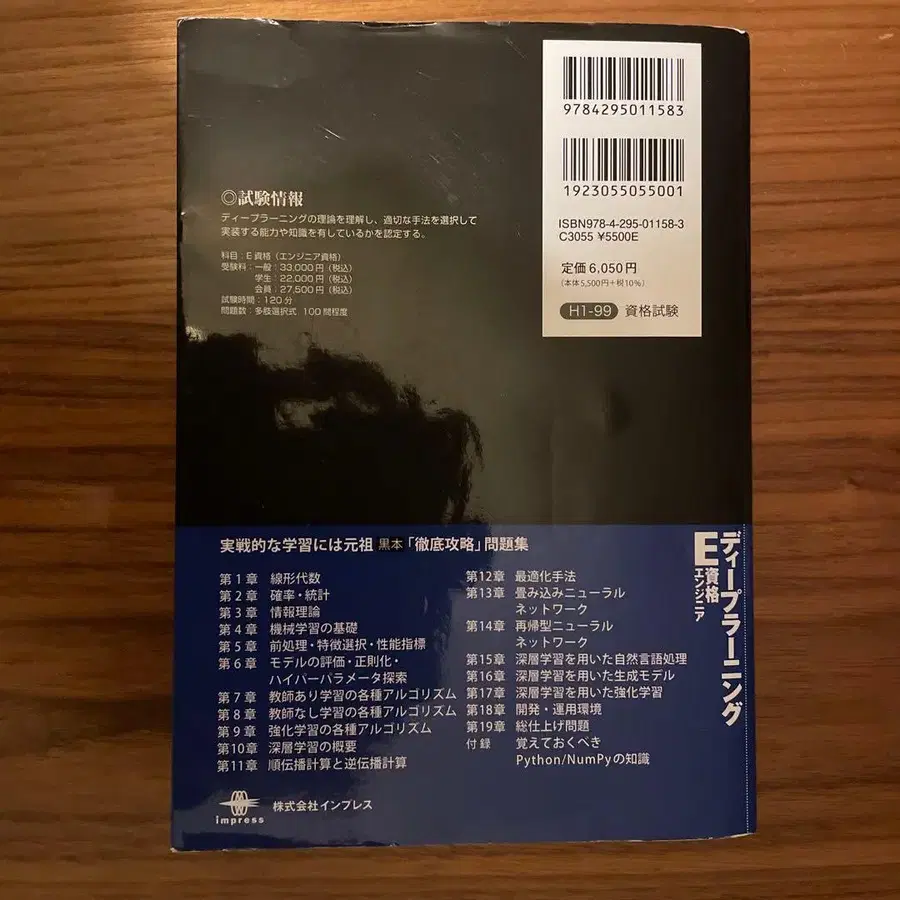 9784295011583
1923055055001
ISBN978-4-295-01158-3
C3055 ¥5500E
定価 6,050円
(本体5,500円+税10%)
H1-99 資格試験
◎試験情報
ディープラーニングの理論を理解し、適切な手法を選択して
実装する能力や知識を有しているかを認定する。
科目:E資格(エンジニア資格)
受験料:一般:33,000円(税込)
学生:22,000円(税込)
会員:27,500円(税込)
試験時間:120分
問題数:多肢選択式 100問程度
実戦的な学習には元祖 黒本「徹底攻略」問題集
第1章 線形代数
第2章 確率・統計
第3章 情報理論
第4章 機械学習の基礎
第5章 前処理・特徴選択・性能指標
第6章 モデルの評価・正則化・
ハイパーパラメータ探索
第7章 教師あり学習の各種アルゴリズム
第8章 教師なし学習の各種アルゴリズム
第9章 強化学習の各種アルゴリズム
第10章 深層学習の概要
第11章 順伝播計算と逆伝播計算
第12章 最適化手法
第13章 畳み込みニューラル
ネットワーク
第14章 再帰型ニューラル
ネットワーク
第15章 深層学習を用いた自然言語処理
第16章 深層学習を用いた生成モデル
第17章 深層学習を用いた強化学習
第18章 開発・運用環境
第19章 総仕上げ問題
付録 覚えておくべき
Python/NumPyの知識
impress 株式会社インプレス
ディープラーニング
E資格
エンジニア